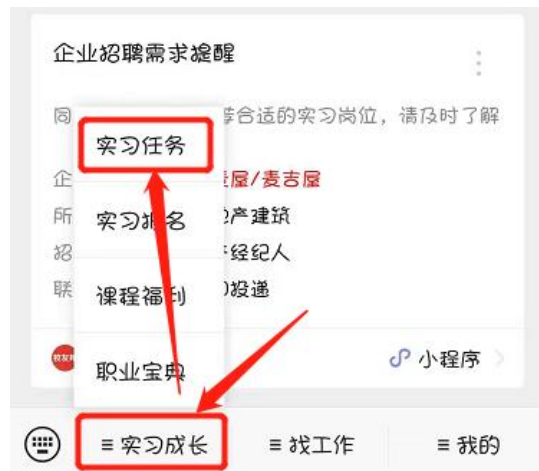 企业招聘需求提醒
同
荐合适的实习岗位，请及时了解
实习任务
企
屋/麦吉屋
所
产建筑
实习报名
招
经纪人
联
投递
课程福利
职业宝典
小程序
实习成长
找工作
我的